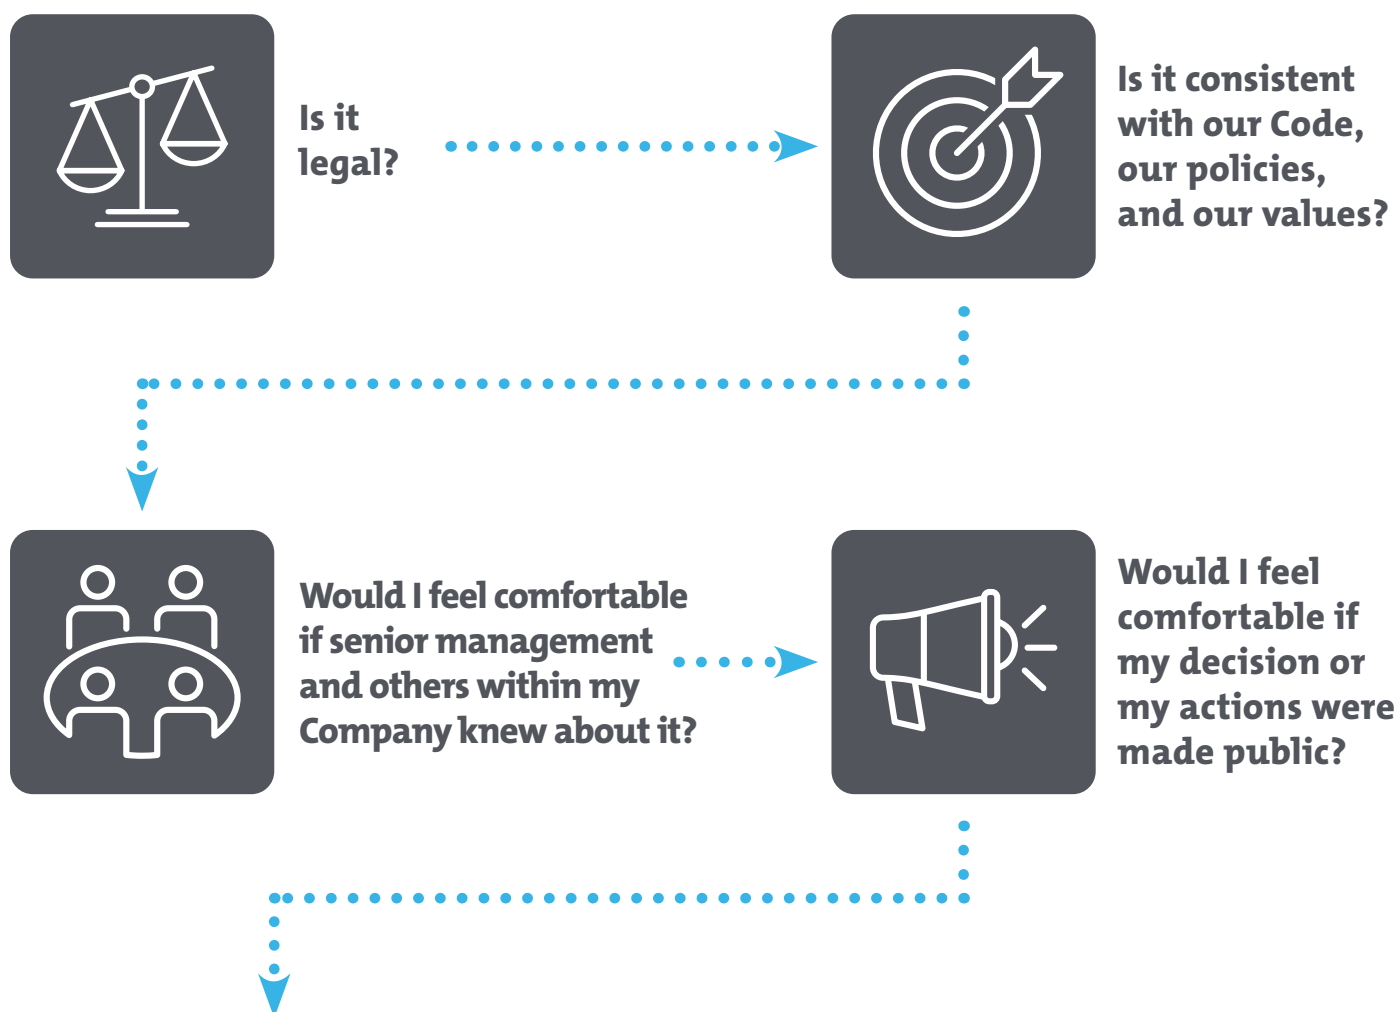 Is it
legal?
Is it consistent
with our Code,
our policies,
and our values?
Would I feel comfortable
if senior management
and others within my
Company knew about it?
Would I feel
comfortable if
my decision or
my actions were
made public?